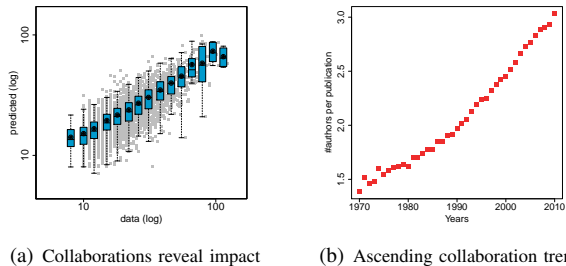 100
10
predicted (log)
10
100
data (log)
3.0
2.5
2.0
1.5
#authors per publication
1970
1980
1990
2000
2010
Years
(a) Collaborations reveal impact
(b) Ascending collaboration tren